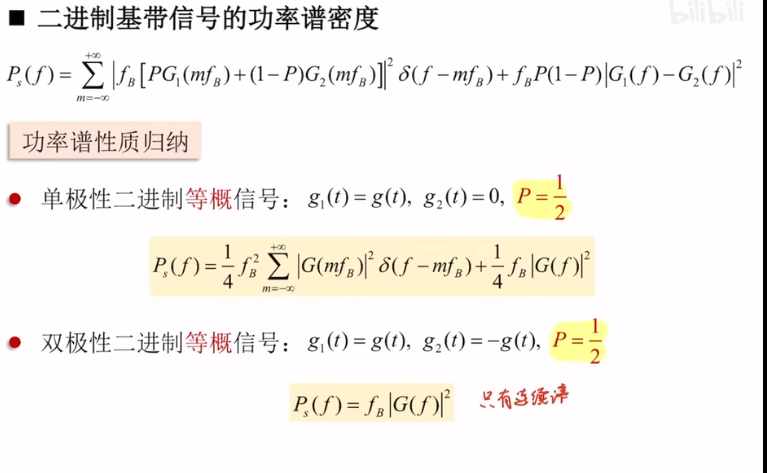 bilibili
■ 二进制基带信号的功率谱密度
$P_s(f)=\sum_{m=-\infty}^{+\infty}\left|f_B\left[PG_1(mf_B)+(1-P)G_2(mf_B)\right]\right|^2\delta(f-mf_B)+f_BP(1-P)\left|G_1(f)-G_2(f)\right|^2$
功率谱性质归纳
● 单极性二进制等概信号：$g_1(t)=g(t),\ g_2(t)=0,\ P=\frac{1}{2}$
$P_s(f)=\frac{1}{4}f_B^2\sum_{m=-\infty}^{+\infty}\left|G(mf_B)\right|^2\delta(f-mf_B)+\frac{1}{4}f_B\left|G(f)\right|^2$
● 双极性二进制等概信号：$g_1(t)=g(t),\ g_2(t)=-g(t),\ P=\frac{1}{2}$
$P_s(f)=f_B\left|G(f)\right|^2$ 只有连续谱